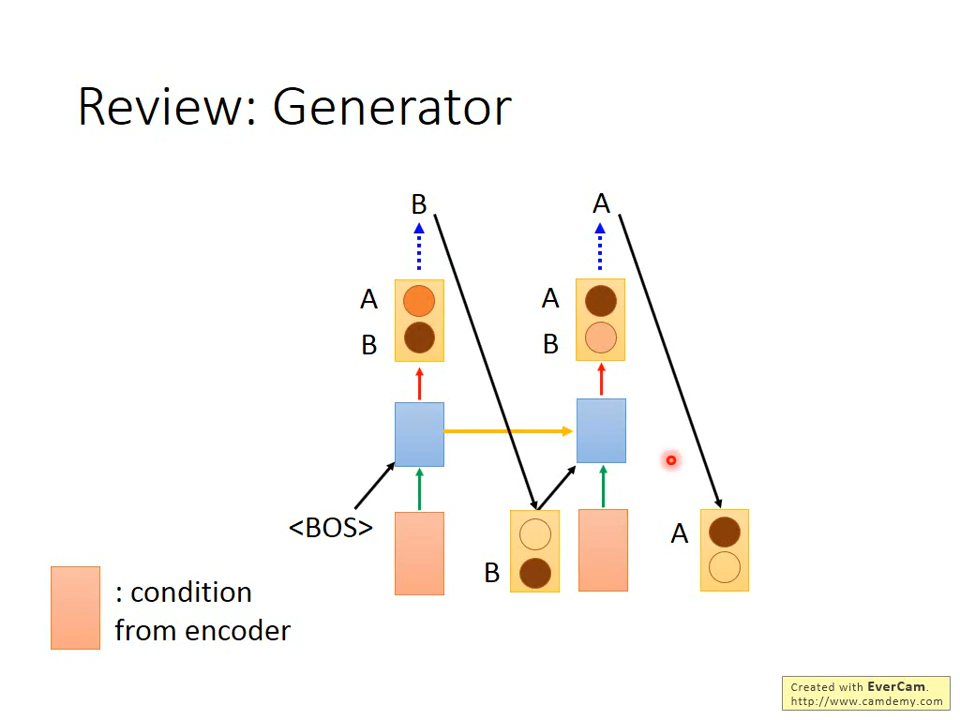 Review: Generator
B
A
A
B
A
B
<BOS>
B
A
: condition
from encoder
Created with EverCam.
http://www.camdemy.com